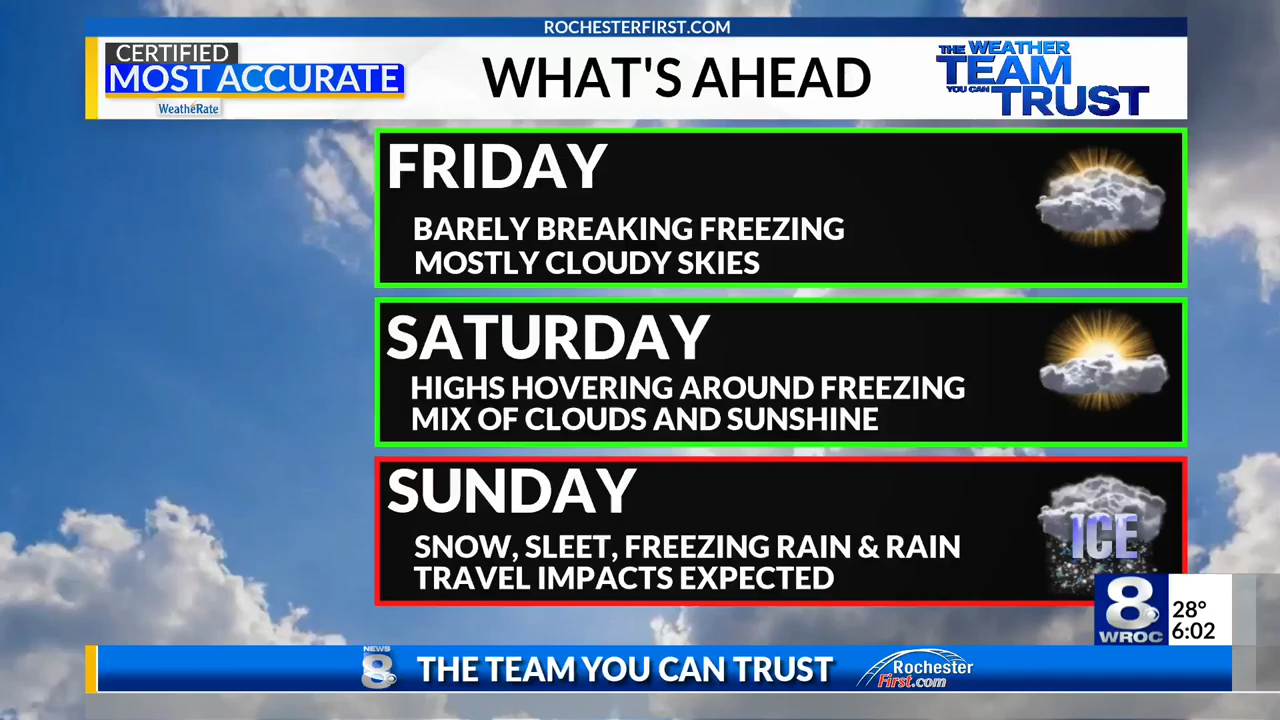 ROCHESTERFIRST.COM
CERTIFIED
MOST ACCURATE
WeatheRate
WHAT'S AHEAD
THE WEATHER
TEAM
YOU CAN
TRUST
FRIDAY
BARELY BREAKING FREEZING
MOSTLY CLOUDY SKIES
SATURDAY
HIGHS HOVERING AROUND FREEZING
MIX OF CLOUDS AND SUNSHINE
SUNDAY
SNOW, SLEET, FREEZING RAIN & RAIN
TRAVEL IMPACTS EXPECTED
ICE
8
WROC
28°
6:02
NEWS
8
THE TEAM YOU CAN TRUST
Rochester
First.com